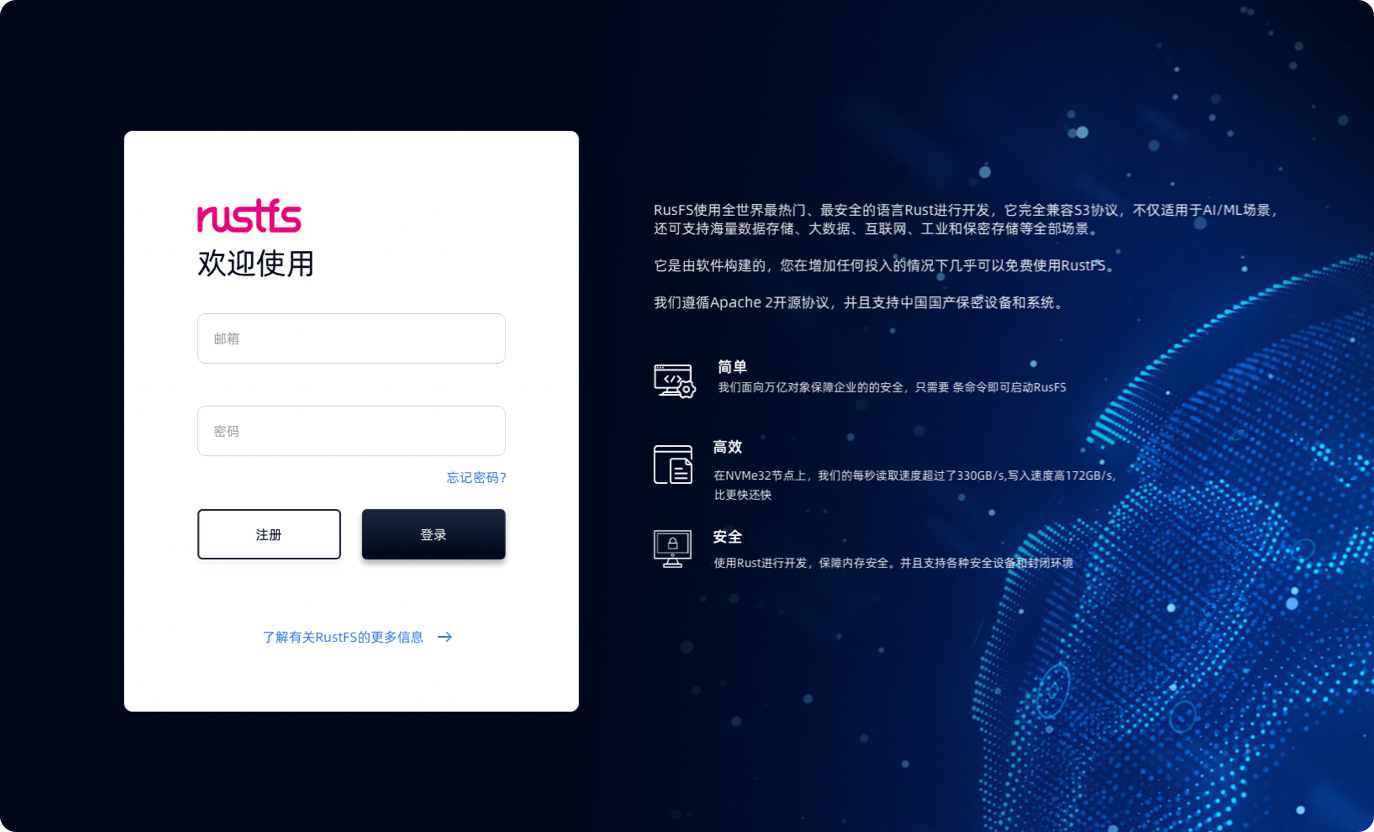 rustfs
欢迎使用
邮箱
密码
忘记密码?
注册
登录
了解有关RustFS的更多信息
RusFS使用全世界最热门、最安全的语言Rust进行开发，它完全兼容S3协议，不仅适用于AI/ML场景，
还可支持海量数据存储、大数据、互联网、工业和保密存储等全部场景。
它是由软件构建的，您在增加任何投入的情况下几乎可以免费使用RustFS。
我们遵循Apache 2开源协议，并且支持中国国产保密设备和系统。
简单
我们面向万亿对象保障企业的的安全，只需要 条命令即可启动RusFS
高效
在NVMe32节点上，我们的每秒读取速度超过了330GB/s,写入速度高172GB/s,
比更快还快
安全
使用Rust进行开发，保障内存安全。并且支持各种安全设备和封闭环境